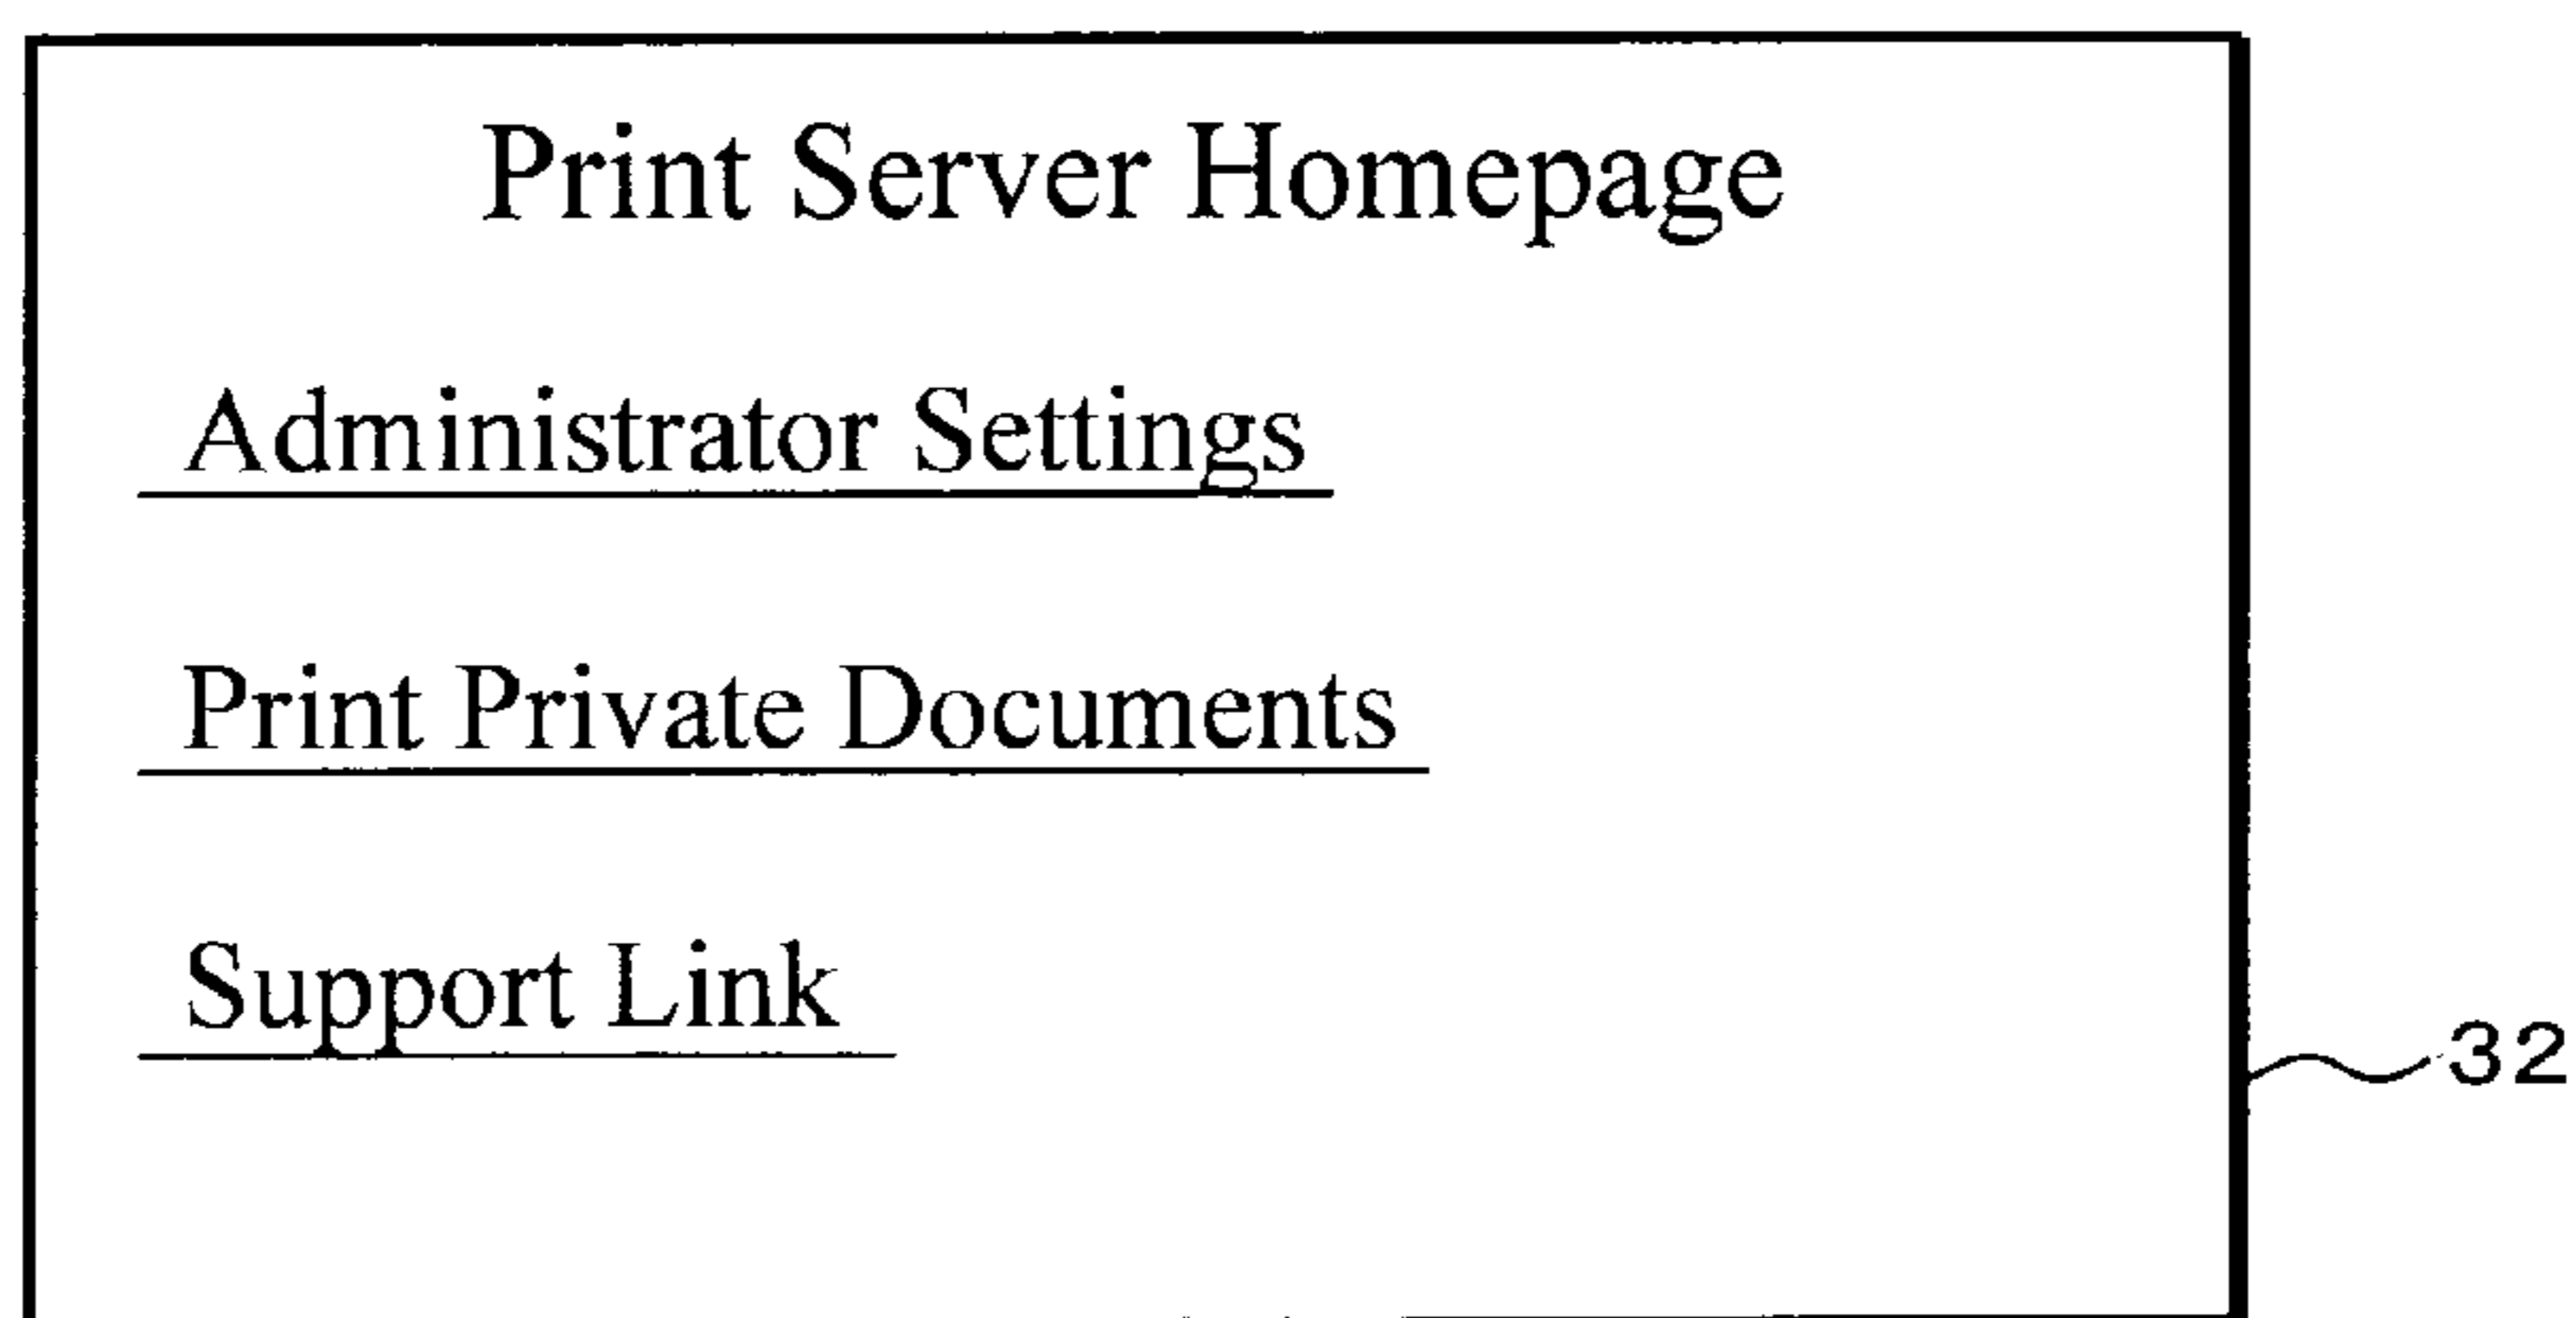 Print Server Homepage
Administrator Settings
Print Private Documents
Support Link
32